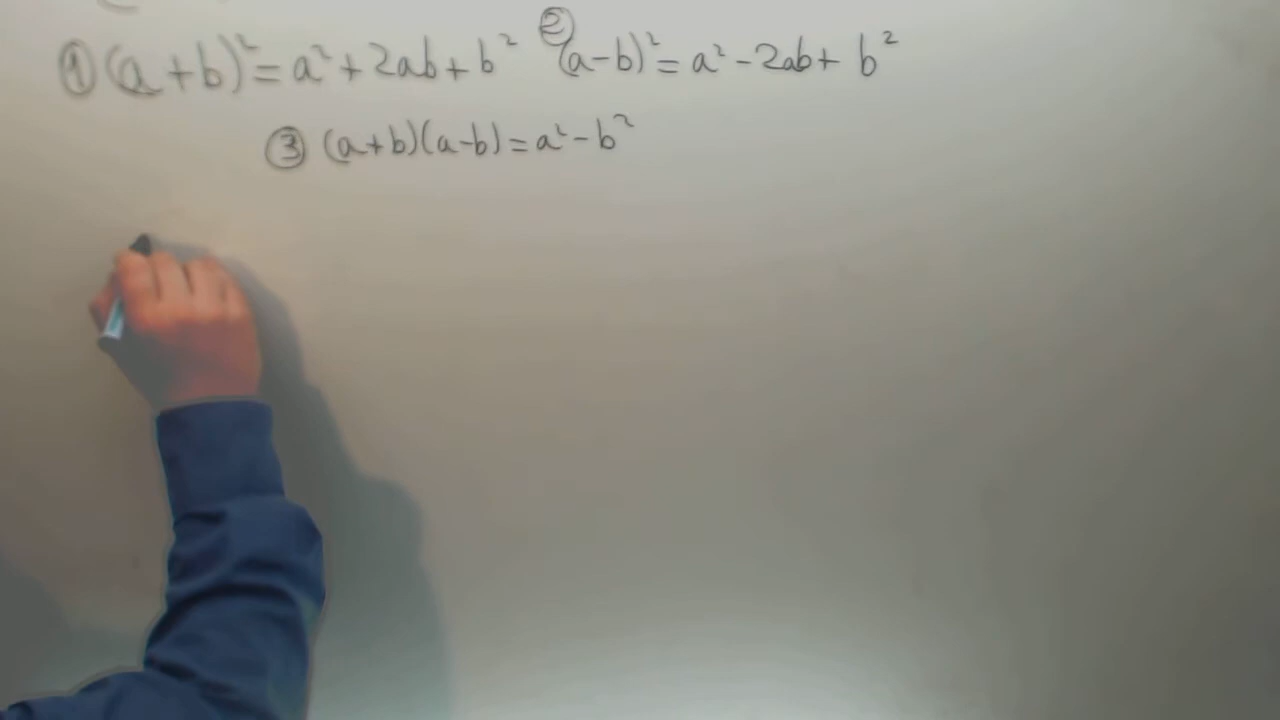 ① (a+b)² = a² + 2ab + b² ② (a-b)² = a² - 2ab + b²
③ (a+b)(a-b) = a² - b²